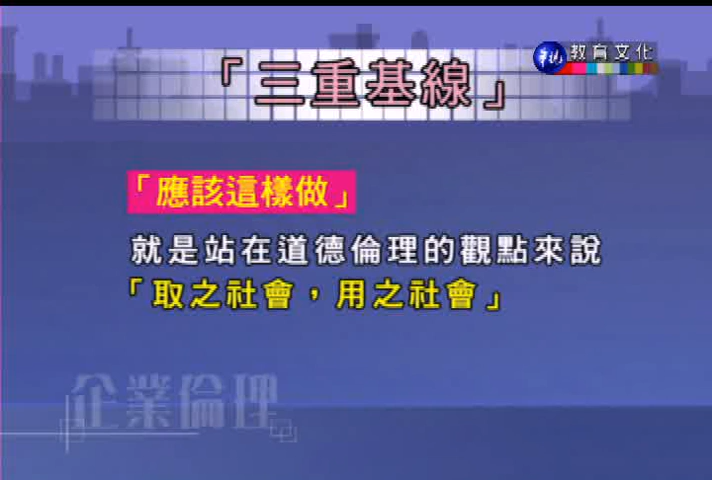 「三重基線」
華視 教育文化
「應該這樣做」
就是站在道德倫理的觀點來說
「取之社會，用之社會」
企業倫理